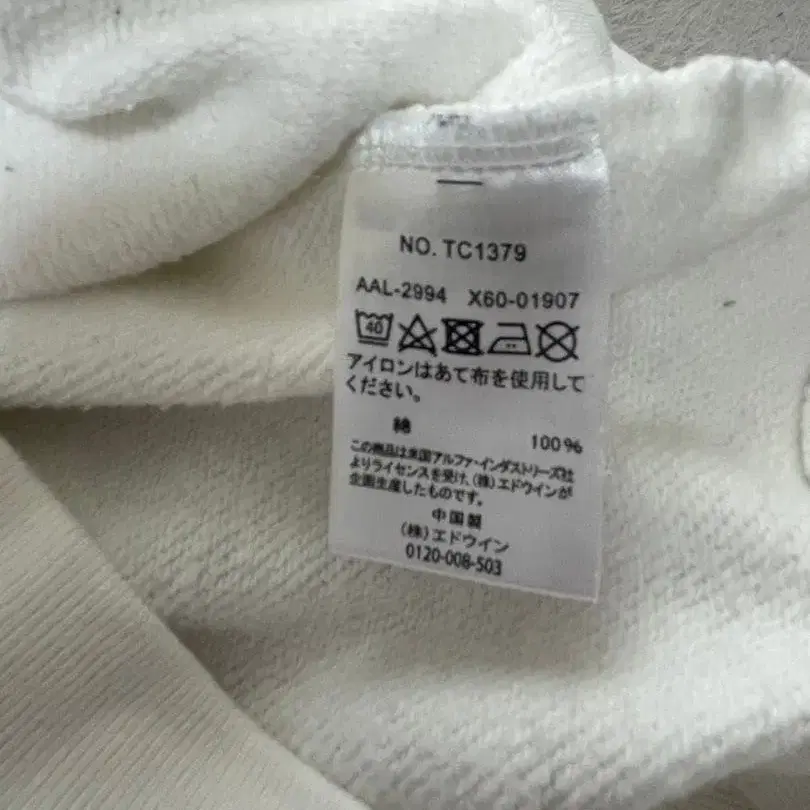 NO. TC1379
AAL-2994 X60-01907
40
アイロンはあて布を使用して
ください。
綿 100%
この商品は米国アルファ・インダストリーズ社
よりライセンスを受け、(株)エドウインが
企画生産したものです。
中国製
(株)エドウイン
0120-008-503